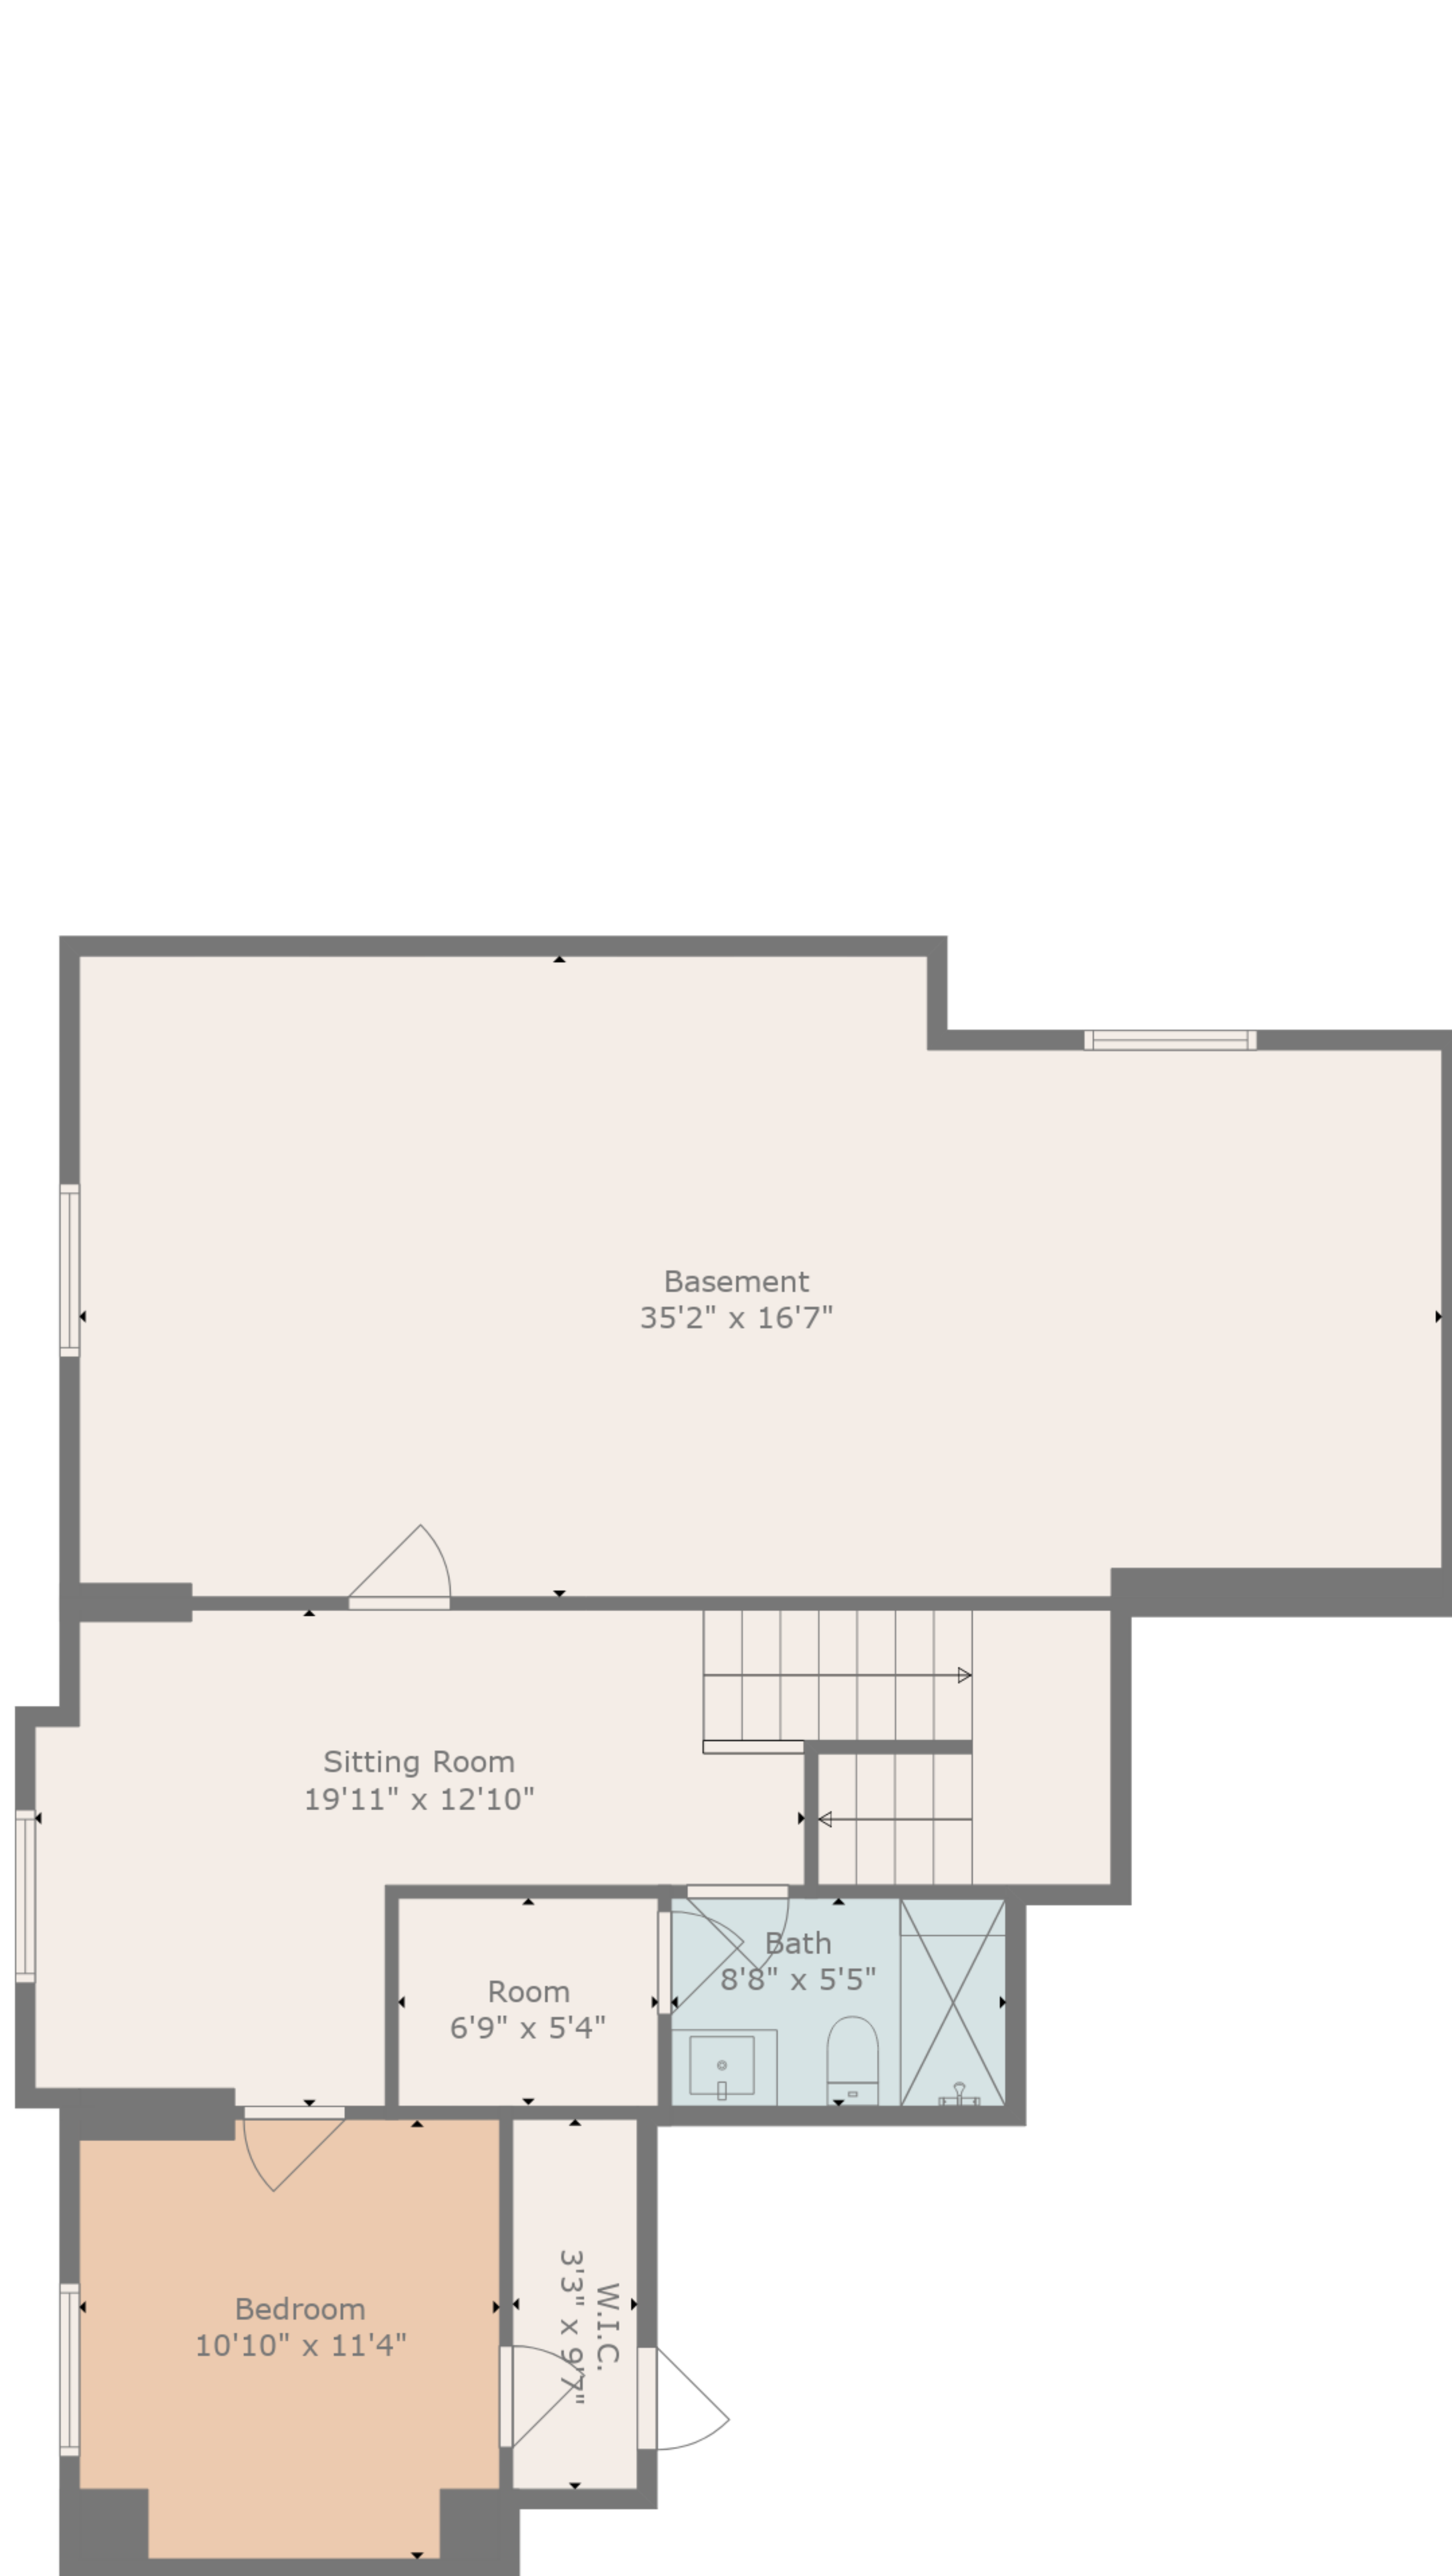 Basement
35'2" x 16'7"
Sitting Room
19'11" x 12'10"
Bath
8'8" x 5'5"
Room
6'9" x 5'4"
Bedroom
10'10" x 11'4"
W.I.C.
3'3" x 9'7"